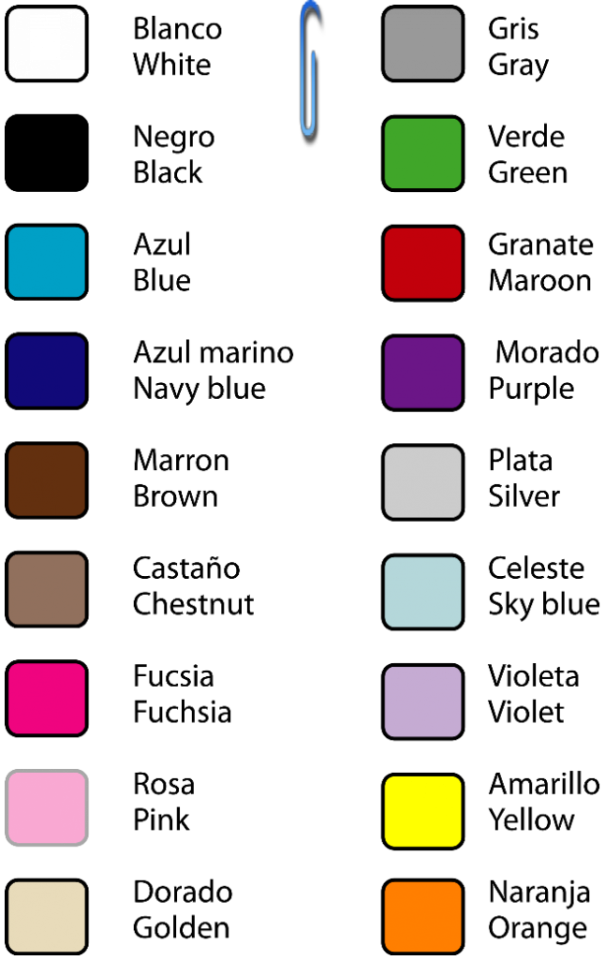 Blanco
White
Negro
Black
Azul
Blue
Azul marino
Navy blue
Marron
Brown
Castaño
Chestnut
Fucsia
Fuchsia
Rosa
Pink
Dorado
Golden
Gris
Gray
Verde
Green
Granate
Maroon
Morado
Purple
Plata
Silver
Celeste
Sky blue
Violeta
Violet
Amarillo
Yellow
Naranja
Orange